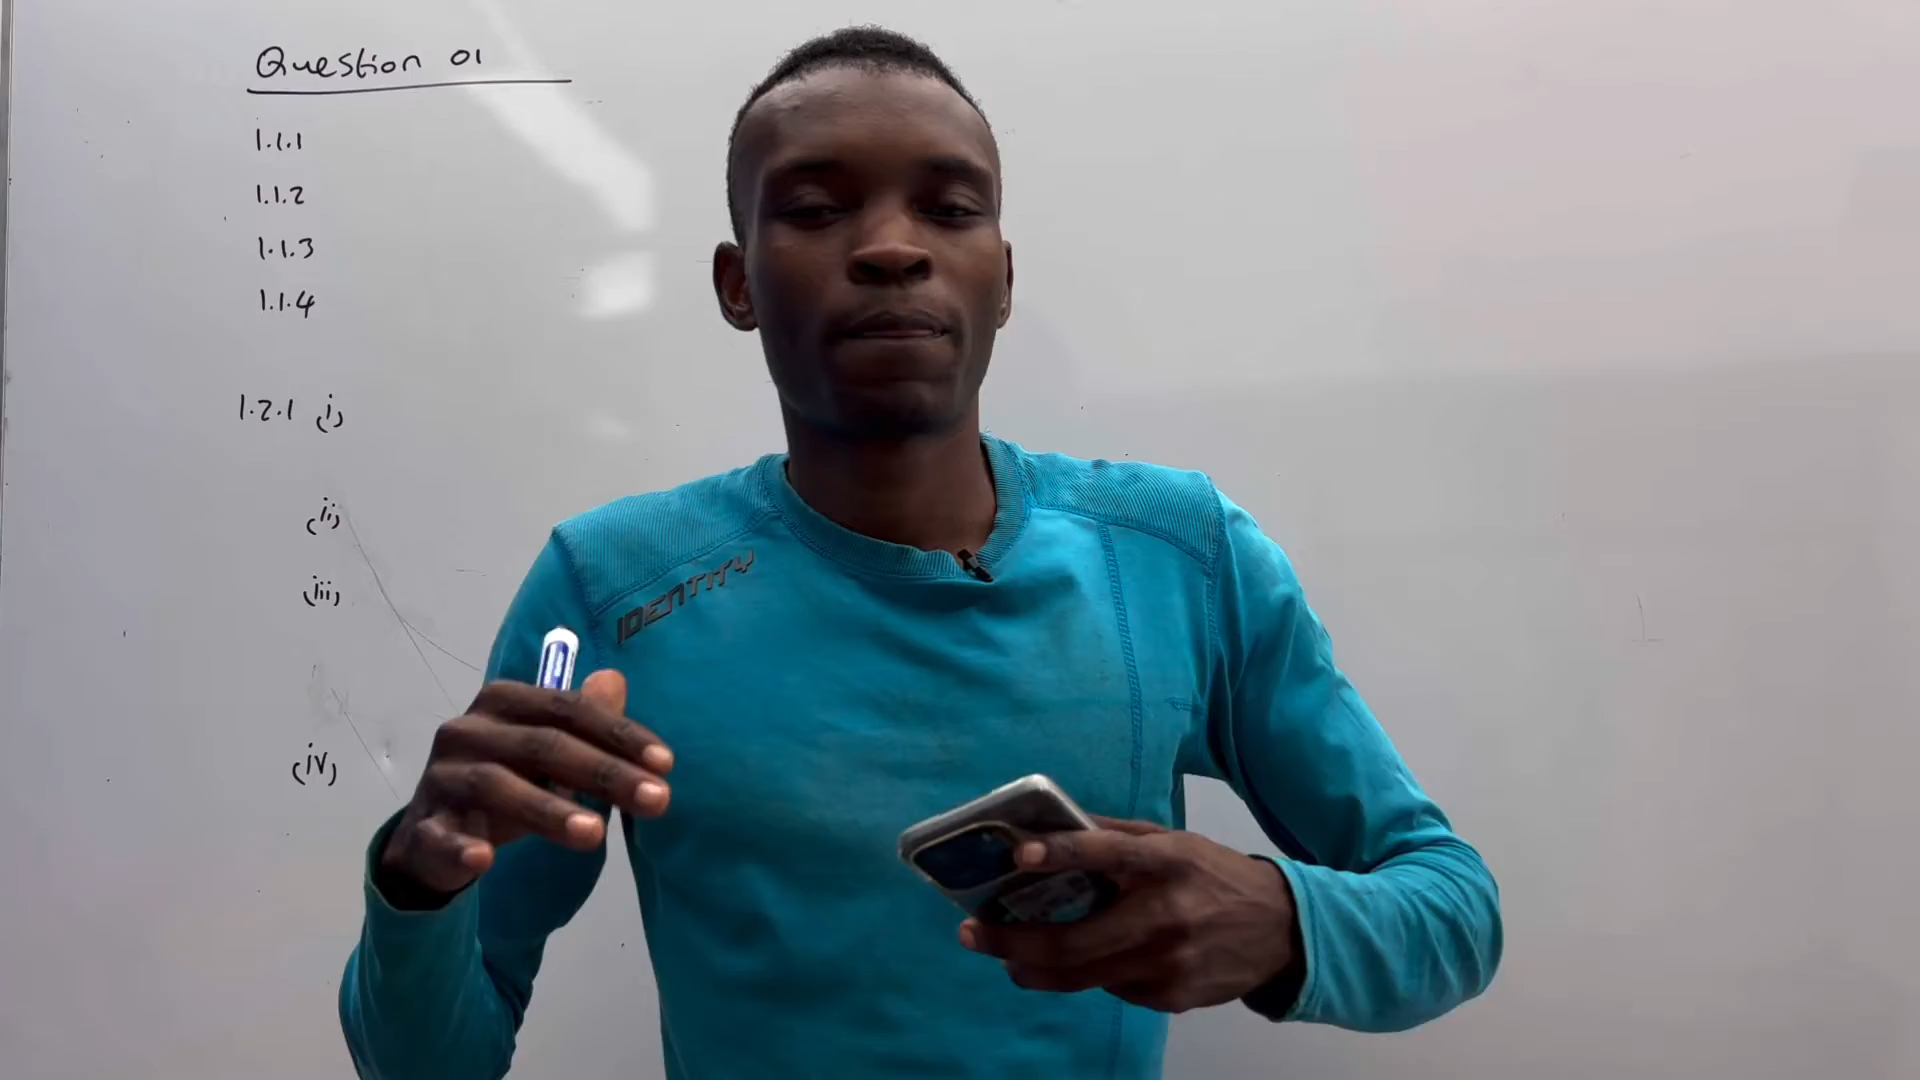 Question 01
1.1.1
1.1.2
1.1.3
1.1.4
1.2.1 (i)
(ii)
(iii)
(iv)
IDENTITY